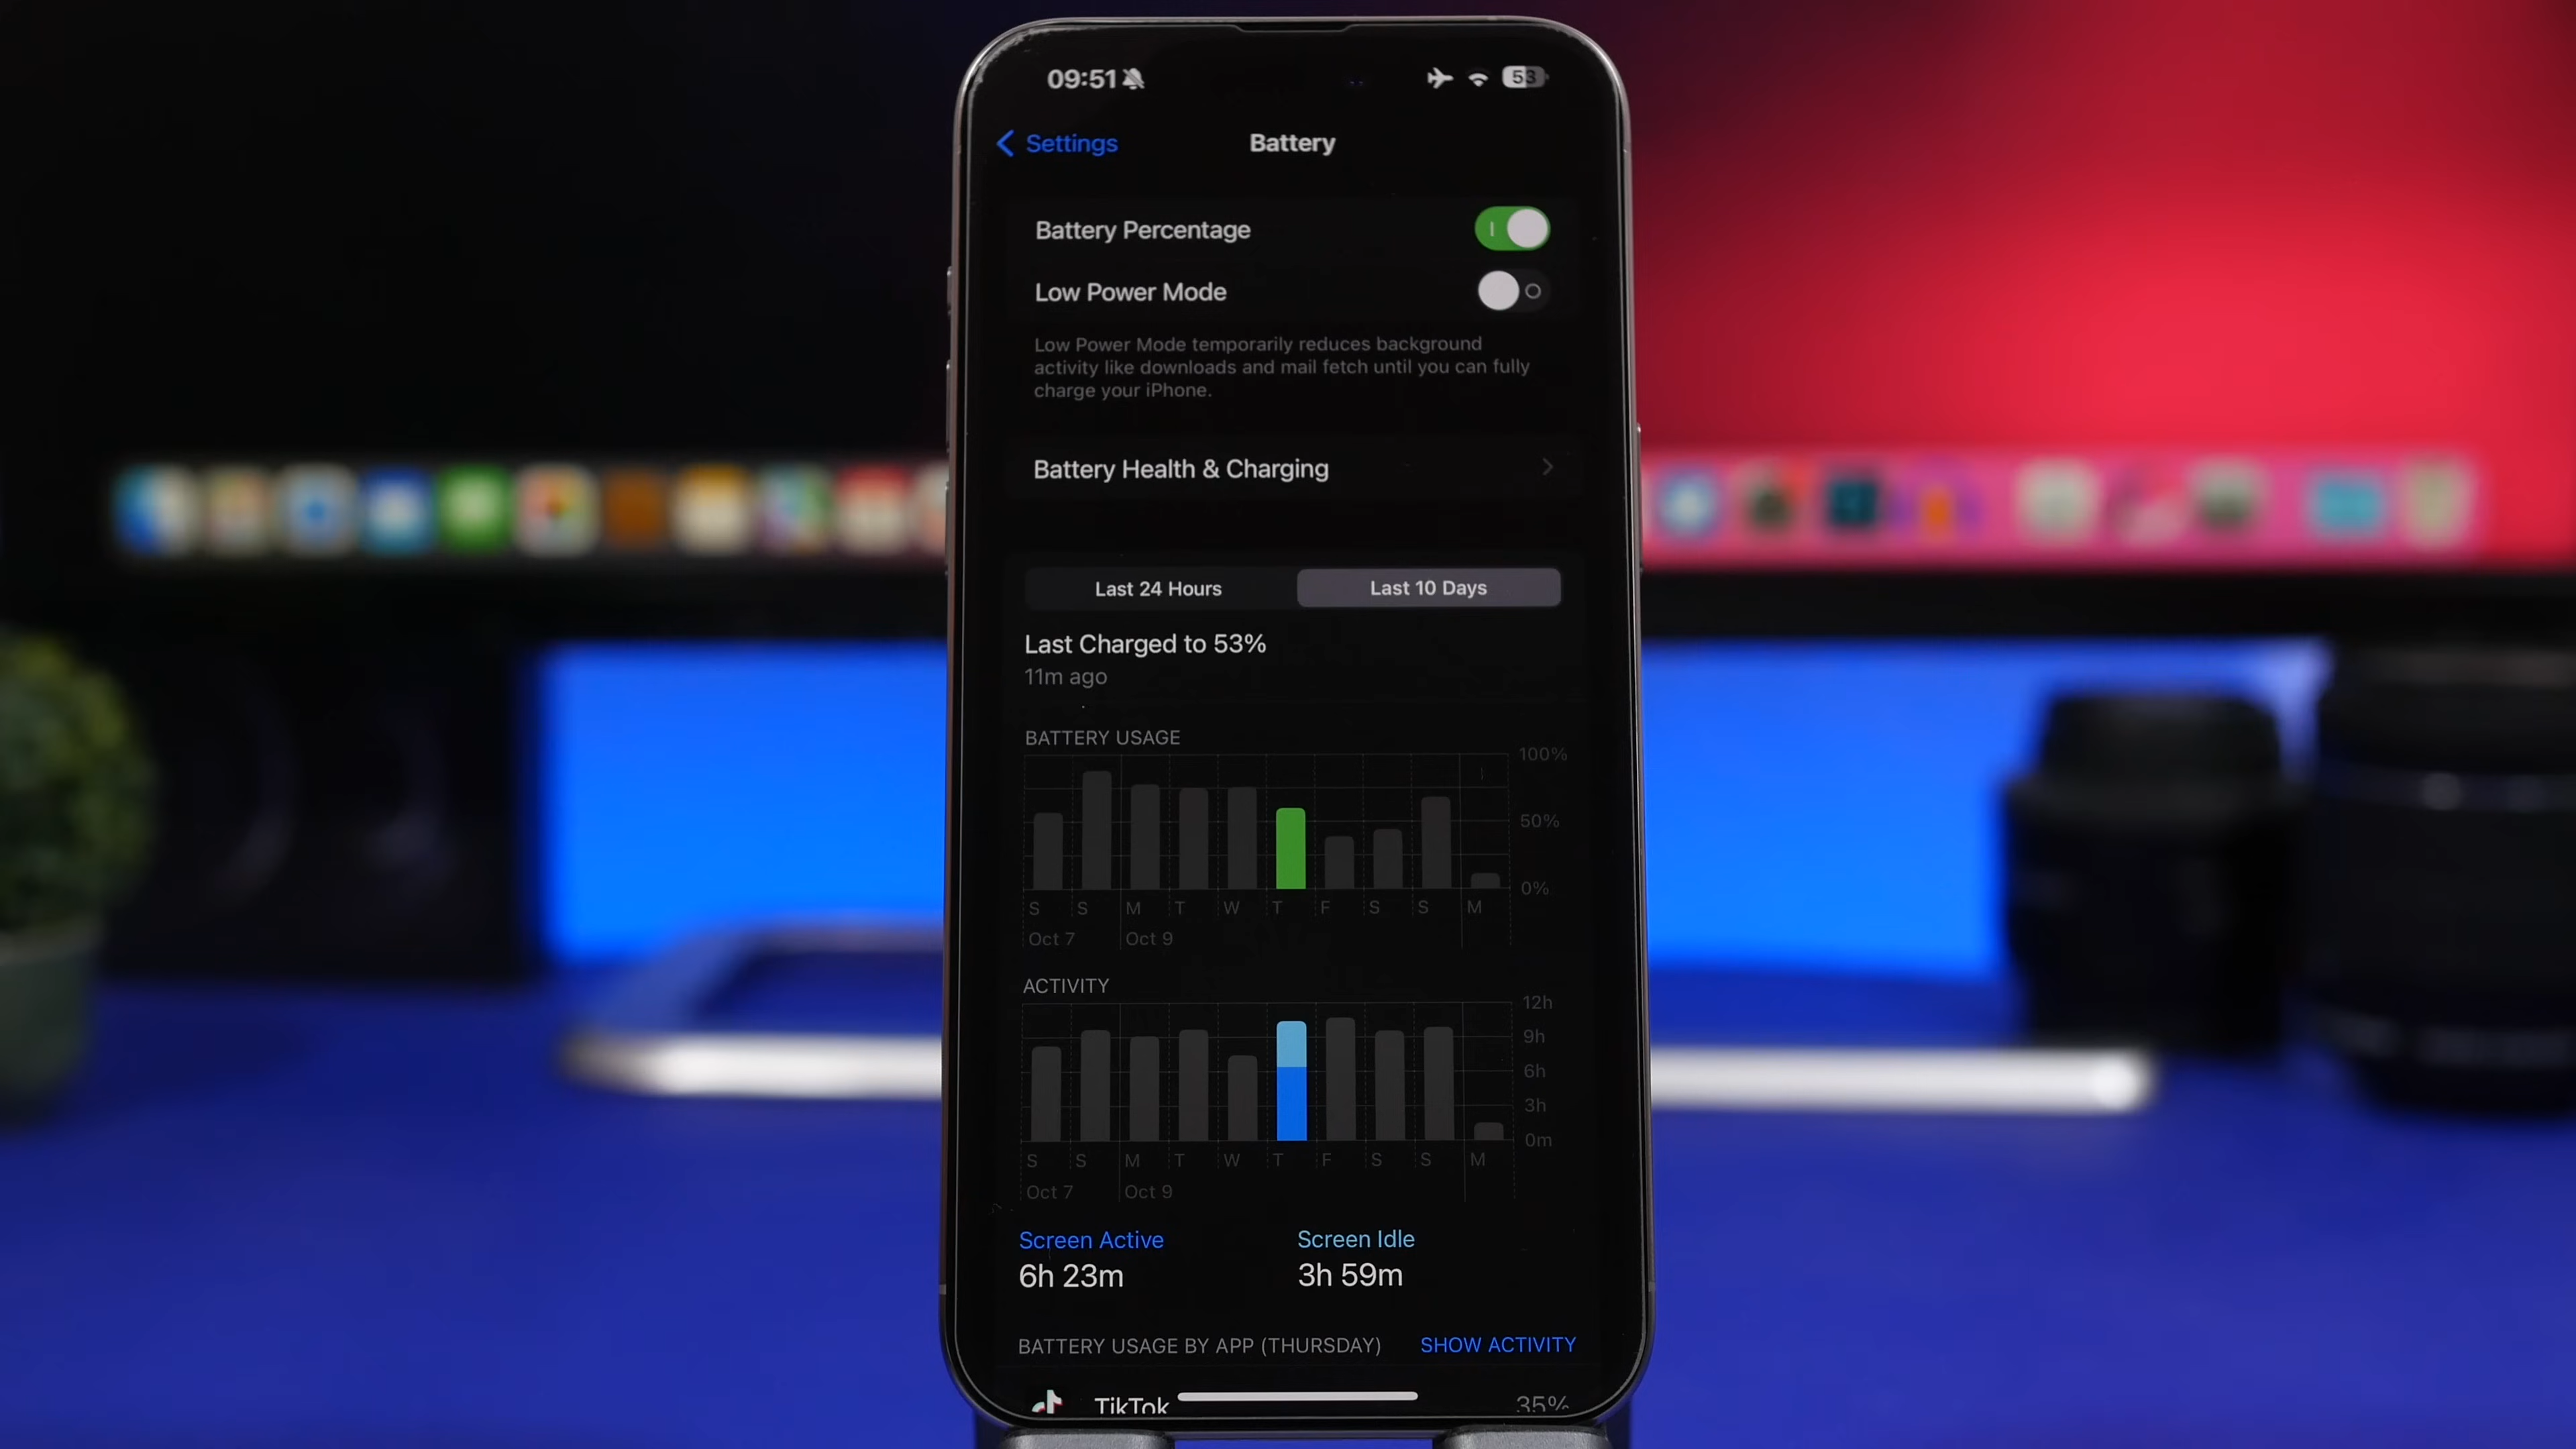 09:51 53
Settings Battery
Battery Percentage
Low Power Mode
Low Power Mode temporarily reduces background
activity like downloads and mail fetch until you can fully
charge your iPhone.
Battery Health & Charging
Last 24 Hours Last 10 Days
Last Charged to 53%
11m ago
BATTERY USAGE
100%
50%
0%
S S M T W T F S S M
Oct 7 Oct 9
ACTIVITY
12h
9h
6h
3h
0m
S S M T W T F S S M
Oct 7 Oct 9
Screen Active Screen Idle
6h 23m 3h 59m
BATTERY USAGE BY APP (THURSDAY) SHOW ACTIVITY
TikTok 35%